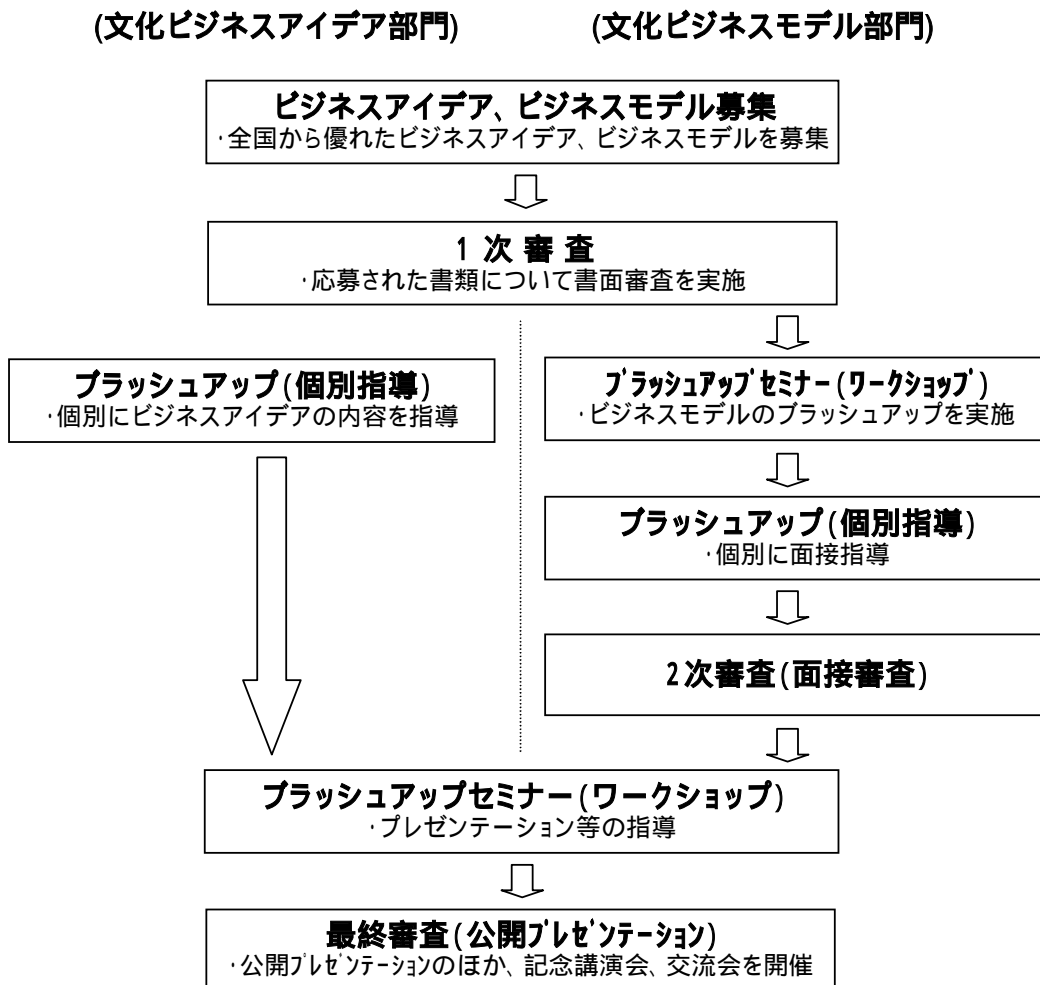 (文化ビジネスアイデア部門)
(文化ビジネスモデル部門)
ビジネスアイデア、ビジネスモデル募集
･全国から優れたビジネスアイデア、ビジネスモデルを募集
1 次 審 査
･応募された書類について書面審査を実施
ブラッシュアップ(個別指導)
･個別にビジネスアイデアの内容を指導
ﾌﾞﾗｯｼｭｱｯﾌﾟセミナー(ワークショッﾌﾟ)
･ビジネスモデルのブラッシュアップを実施
ブラッシュアップ(個別指導)
･個別に面接指導
2次審査(面接審査)
ブラッシュアップセミナー(ワークショップ)
･プレゼンテーション等の指導
最終審査(公開ﾌﾟﾚｾﾞﾝﾃｰｼｮﾝ)
･公開ﾌﾟﾚｾﾞﾝﾃｰｼｮﾝのほか、記念講演会、交流会を開催